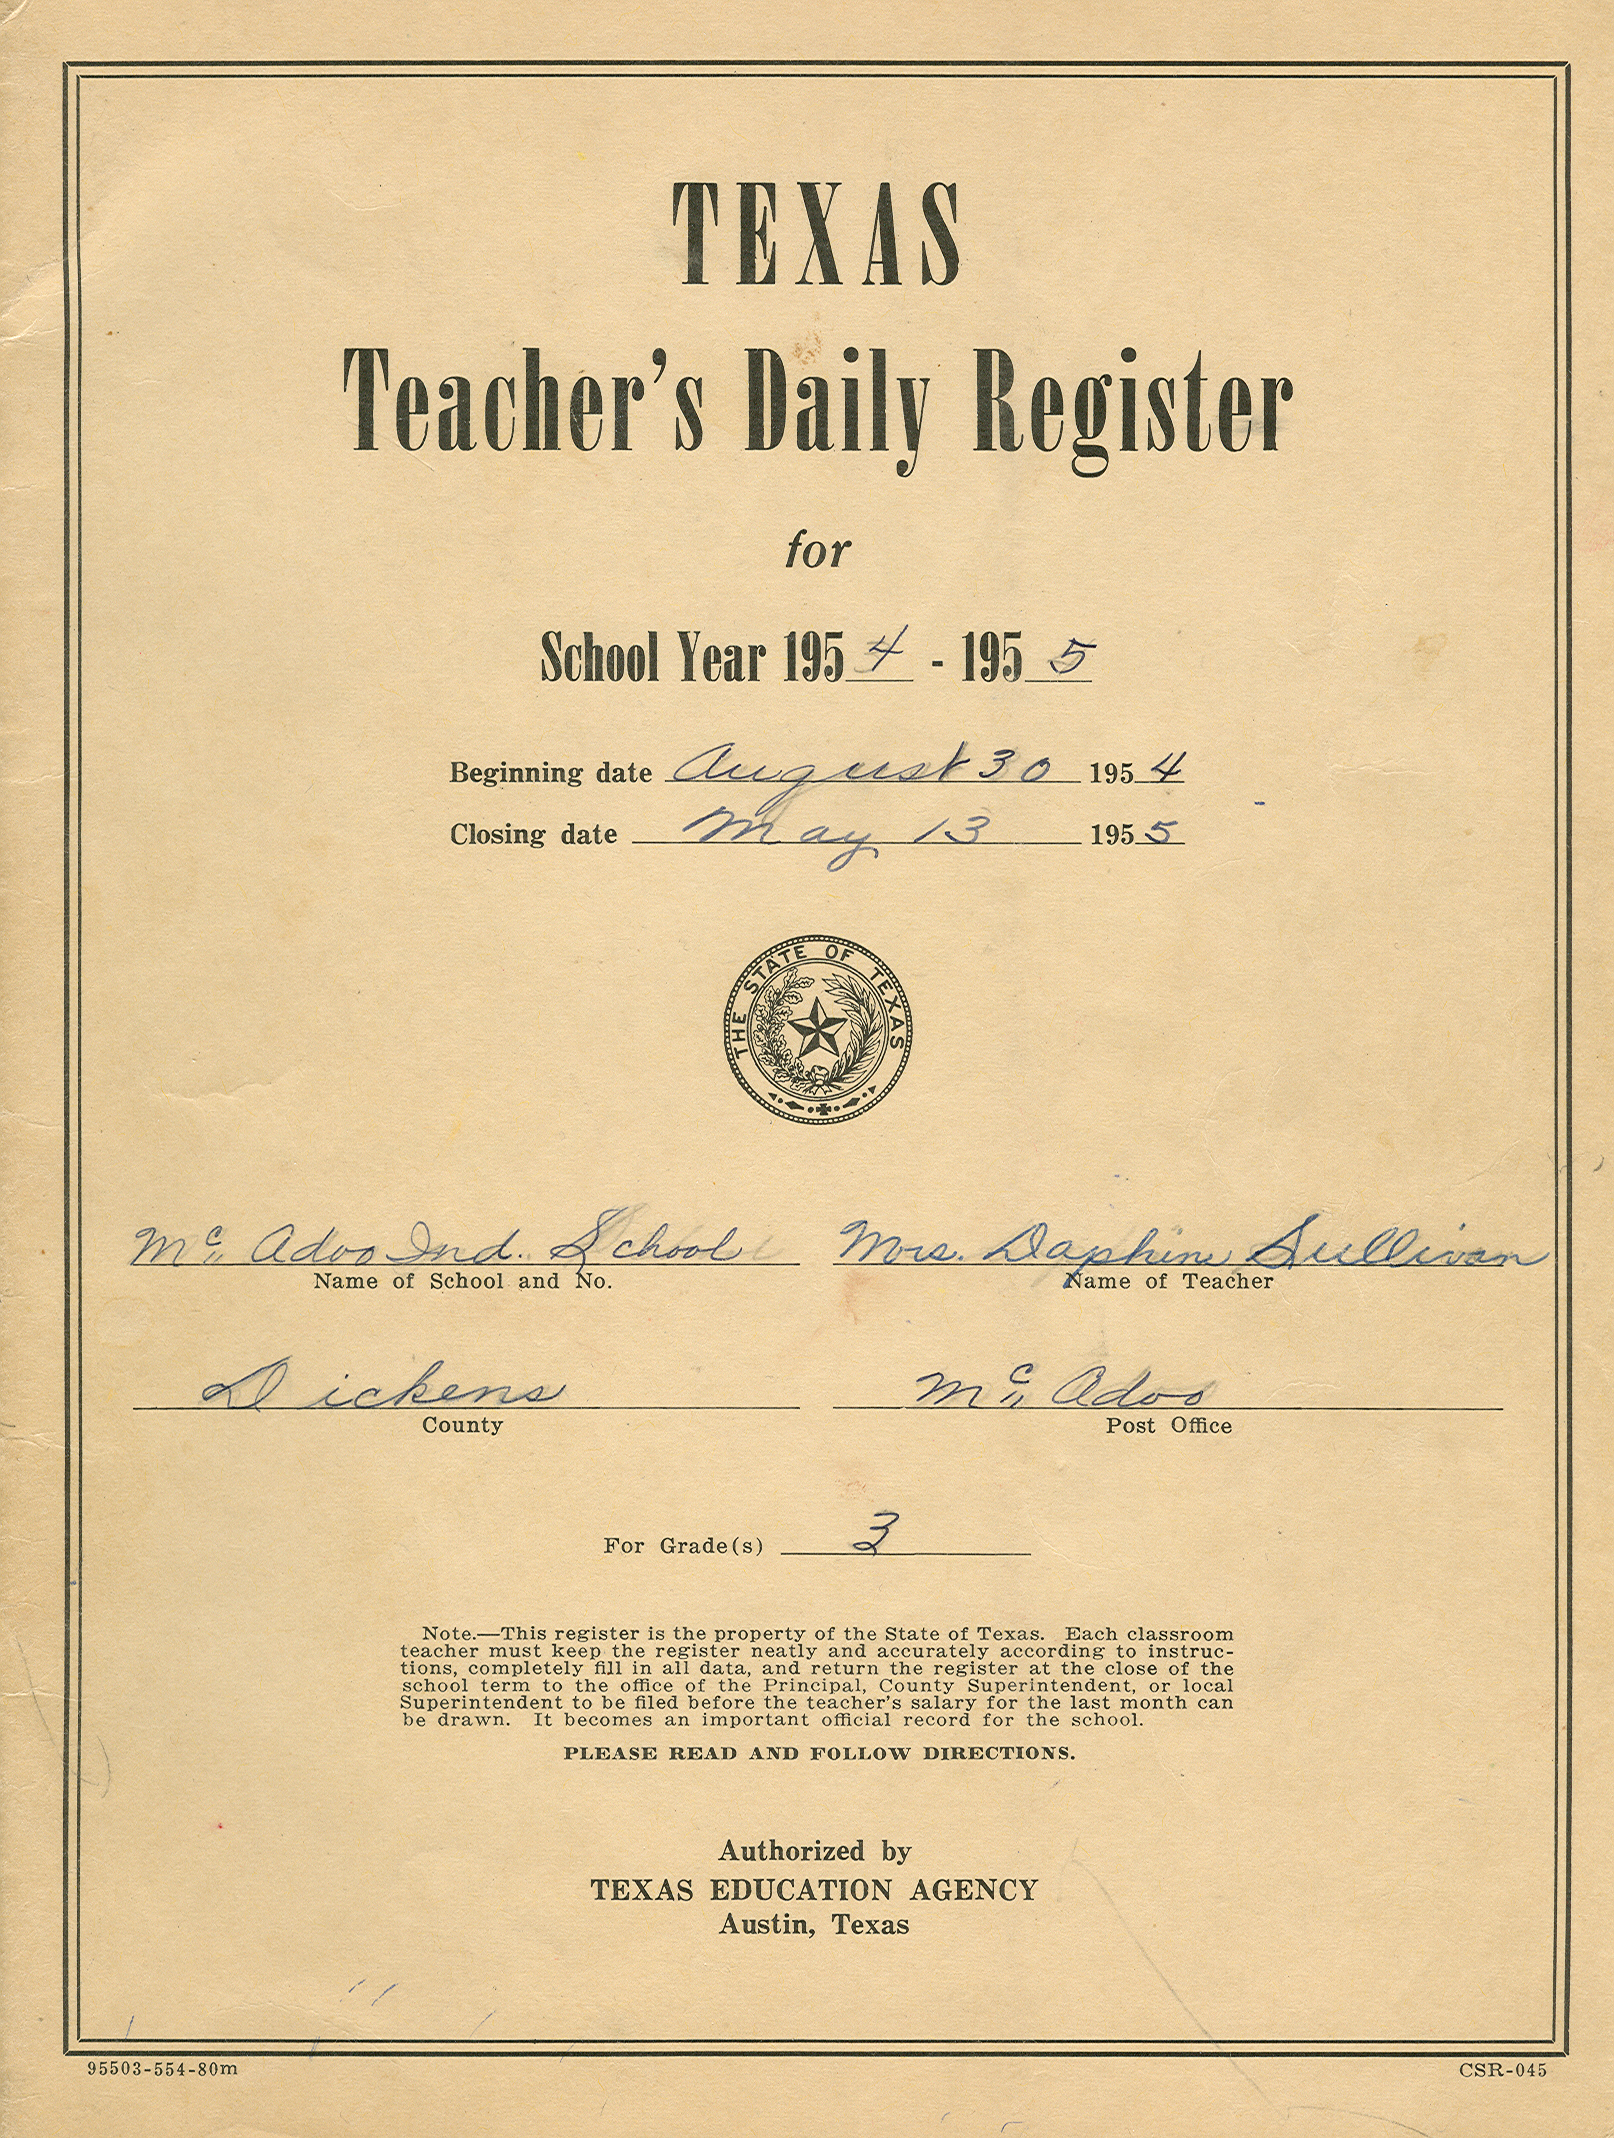 TEXAS
Teacher's Daily Register
for
School Year 1954 - 1955
Beginning date August 30 1954
Closing date May 13 1955
THE STATE OF TEXAS
Mc Adoo Ind. School Mrs. Daphine Sullivan
Name of School and No. Name of Teacher
Dickens Mc Adoo
County Post Office
For Grade(s) 3
Note.—This register is the property of the State of Texas. Each classroom
teacher must keep the register neatly and accurately according to instruc-
tions, completely fill in all data, and return the register at the close of the
school term to the office of the Principal, County Superintendent, or local
Superintendent to be filed before the teacher's salary for the last month can
be drawn. It becomes an important official record for the school.
PLEASE READ AND FOLLOW DIRECTIONS.
Authorized by
TEXAS EDUCATION AGENCY
Austin, Texas
95503-554-80m CSR-045